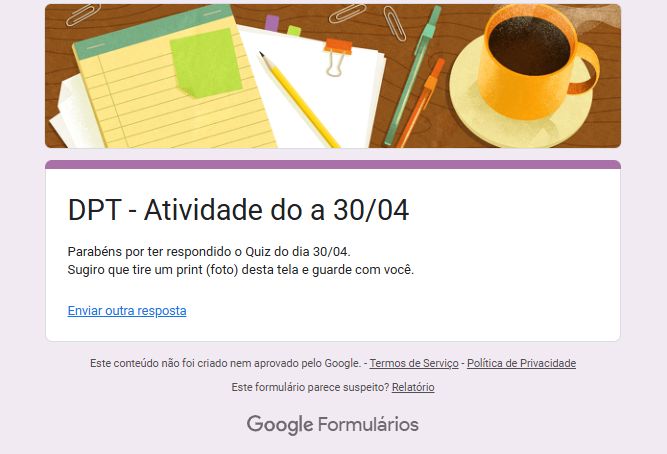 DPT - Atividade do a 30/04
Parabéns por ter respondido o Quiz do dia 30/04.
Sugiro que tire um print (foto) desta tela e guarde com você.
Enviar outra resposta
Este conteúdo não foi criado nem aprovado pelo Google. - Termos de Serviço - Política de Privacidade
Este formulário parece suspeito? Relatório
Google Formulários